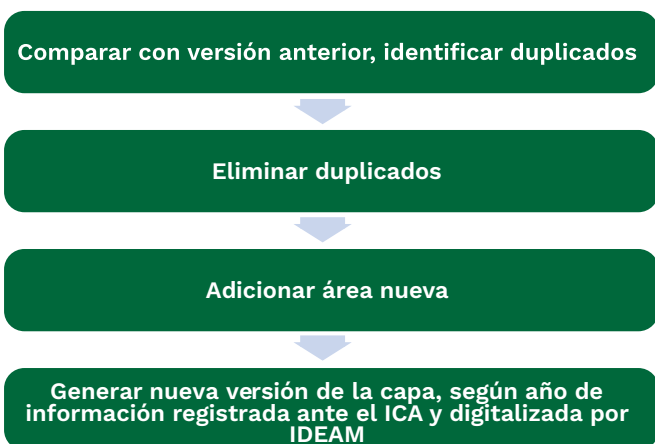 Comparar con versión anterior, identificar duplicados
Eliminar duplicados
Adicionar área nueva
Generar nueva versión de la capa, según año de
información registrada ante el ICA y digitalizada por
IDEAM